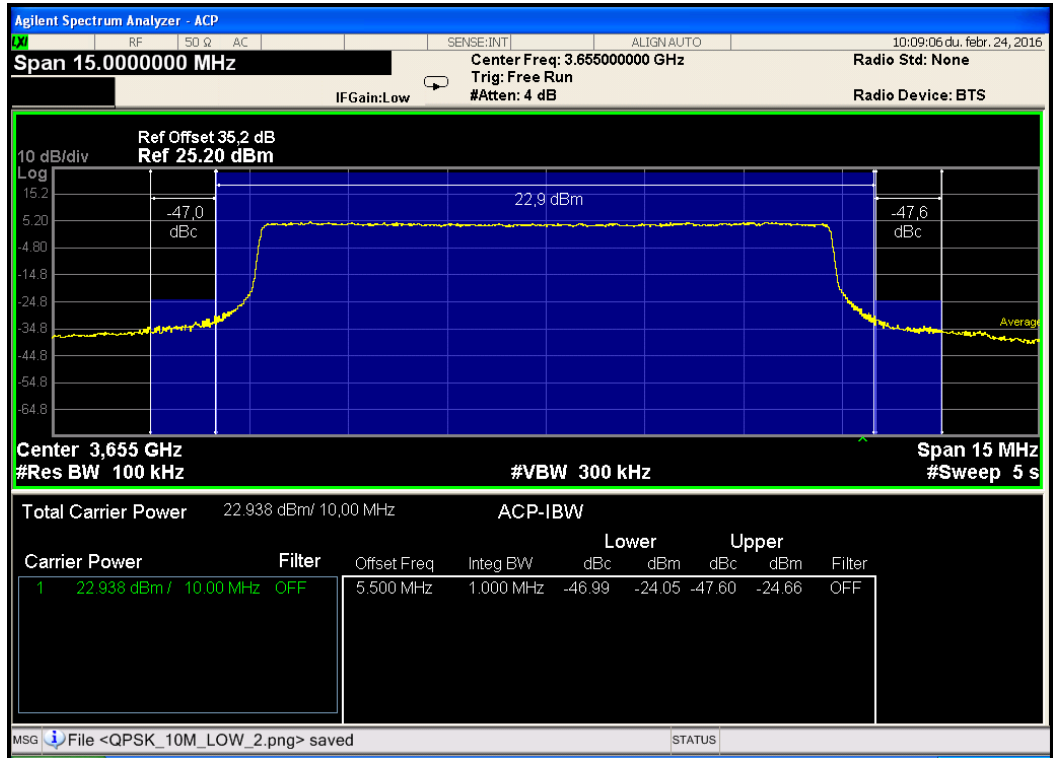 Agilent Spectrum Analyzer - ACP
LXI RF 50 Ω AC SENSE:INT ALIGN AUTO 10:09:06 du. febr. 24, 2016
Span 15.0000000 MHz
Center Freq: 3.655000000 GHz
Radio Std: None
Trig: Free Run
IFGain:Low
#Atten: 4 dB
Radio Device: BTS
Ref Offset 35,2 dB
10 dB/div Ref 25.20 dBm
Log
15.2
22,9 dBm
-47,0 dBc
-47,6 dBc
5.20
-4.80
-14.8
-24.8
-34.8
Average
-44.8
-54.8
-64.8
Center 3,655 GHz Span 15 MHz
#Res BW 100 kHz #VBW 300 kHz #Sweep 5 s
Total Carrier Power 22.938 dBm/ 10,00 MHz ACP-IBW
Lower Upper
Carrier Power Filter Offset Freq Integ BW dBc dBm dBc dBm Filter
1 22.938 dBm / 10.00 MHz OFF 5.500 MHz 1.000 MHz -46.99 -24.05 -47.60 -24.66 OFF
MSG File <QPSK_10M_LOW_2.png> saved STATUS